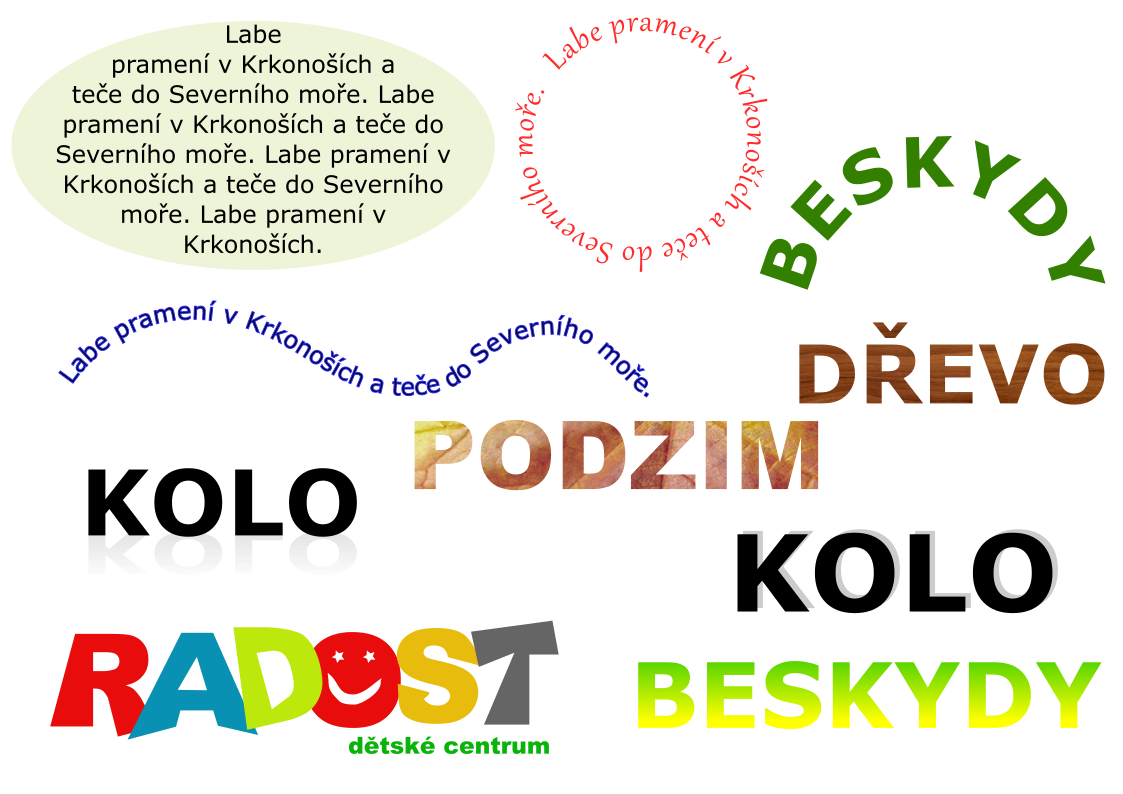 Labe
pramení v Krkonoších a
teče do Severního moře. Labe
pramení v Krkonoších a teče do
Severního moře. Labe pramení v
Krkonoších a teče do Severního
moře. Labe pramení v
Krkonoších.
Labe pramení v Krkonoších a teče do Severního moře.
BESKYDY
Labe pramení v Krkonoších a teče do Severního moře.
DŘEVO
PODZIM
KOLO
KOLO
RADOST
dětské centrum
BESKYDY